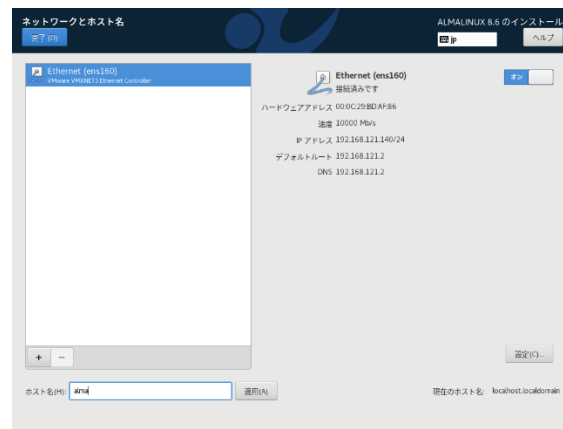 ネットワークとホスト名
完了(D)
ALMALINUX 8.6 のインストール
jp
ヘルプ
Ethernet (ens160)
VMware VMXNET3 Ethernet Controller
Ethernet (ens160)
接続済みです
オン
ハードウェアアドレス 00:0C:29:BD:AF:86
速度 10000 Mb/s
IP アドレス 192.168.121.140/24
デフォルトルート 192.168.121.2
DNS 192.168.121.2
+ −
設定(C)...
ホスト名(H): alma
適用(A)
現在のホスト名: localhost.localdomain